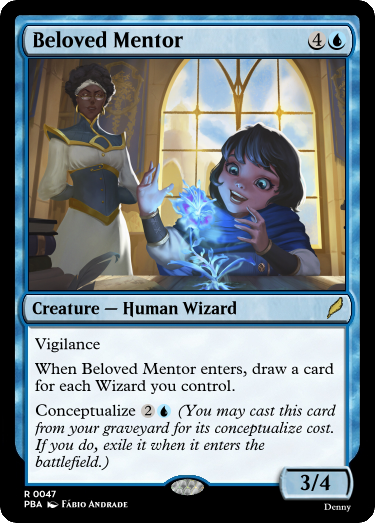 Beloved Mentor 4
Creature — Human Wizard
Vigilance
When Beloved Mentor enters, draw a card
for each Wizard you control.
Conceptualize 2 (You may cast this card
from your graveyard for its conceptualize cost.
If you do, exile it when it enters the
battlefield.)
3/4
R 0047
PBA Fábio Andrade
Denny